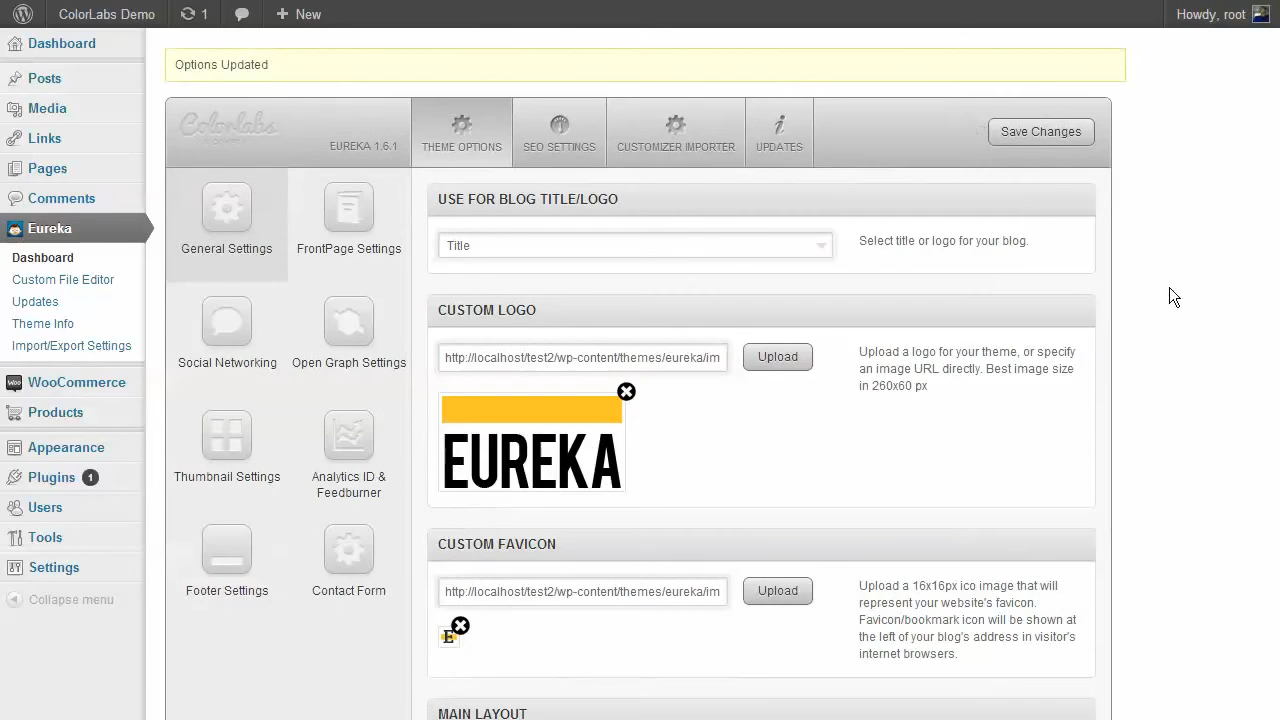 ColorLabs Demo 1 New Howdy, root
Dashboard
Posts
Media
Links
Pages
Comments
Eureka
Dashboard
Custom File Editor
Updates
Theme Info
Import/Export Settings
WOO WooCommerce
Products
Appearance
Plugins 1
Users
Tools
Settings
Collapse menu
Options Updated
Colorlabs
EUREKA 1.6.1
THEME OPTIONS
SEO SETTINGS
CUSTOMIZER IMPORTER
UPDATES
Save Changes
General Settings
FrontPage Settings
Social Networking
Open Graph Settings
Thumbnail Settings
Analytics ID &
Feedburner
Footer Settings
Contact Form
USE FOR BLOG TITLE/LOGO
Title
Select title or logo for your blog.
CUSTOM LOGO
http://localhost/test2/wp-content/themes/eureka/im
Upload
Upload a logo for your theme, or specify
an image URL directly. Best image size
in 260x60 px
EUREKA
CUSTOM FAVICON
http://localhost/test2/wp-content/themes/eureka/im
Upload
Upload a 16x16px ico image that will
represent your website's favicon.
Favicon/bookmark icon will be shown at
the left of your blog's address in visitor's
internet browsers.
E
MAIN LAYOUT